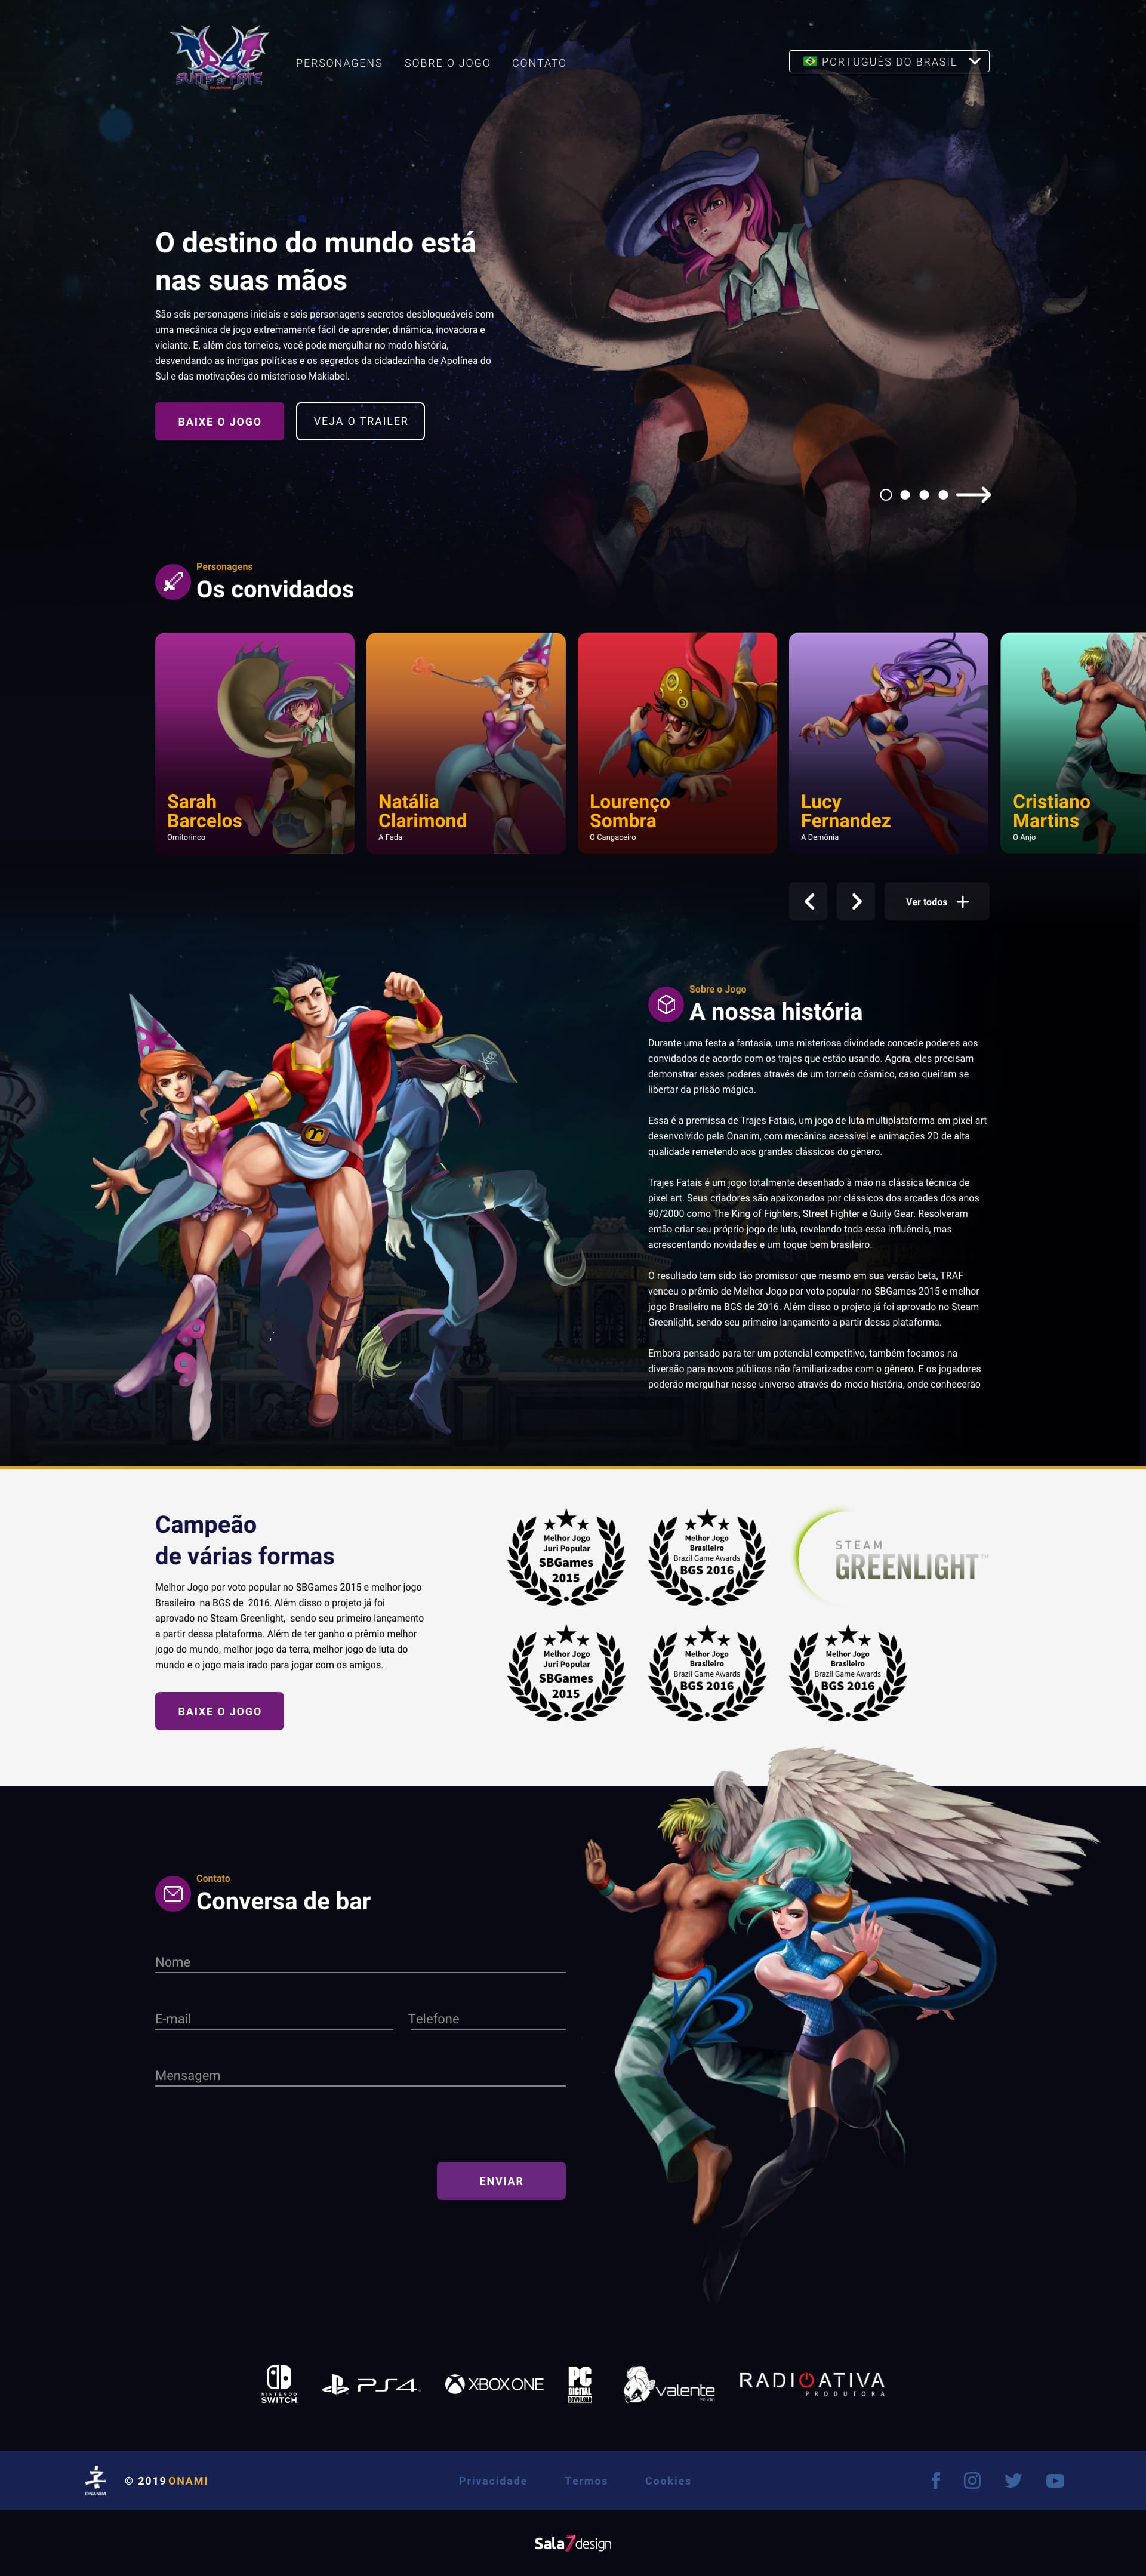 TRAF
SUITS OF FATE
PERSONAGENS
SOBRE O JOGO
CONTATO
PORTUGUÊS DO BRASIL
O destino do mundo está
nas suas mãos
São seis personagens iniciais e seis personagens secretos desbloqueáveis com
uma mecânica de jogo extremamente fácil de aprender, dinâmica, inovadora e
viciante. E, além dos torneios, você pode mergulhar no modo história,
desvendando as intrigas políticas e os segredos da cidadezinha de Apolínea do
Sul e das motivações do misterioso Makiabel.
BAIXE O JOGO
VEJA O TRAILER
Personagens
Os convidados
Sarah
Barcelos
Ornitorinco
Natália
Clarimond
A Fada
Lourenço
Sombra
O Cangaceiro
Lucy
Fernandez
A Demônia
Cristiano
Martins
O Anjo
Ver todos
Sobre o Jogo
A nossa história
Durante uma festa a fantasia, uma misteriosa divindade concede poderes aos
convidados de acordo com os trajes que estão usando. Agora, eles precisam
demonstrar esses poderes através de um torneio cósmico, caso queiram se
libertar da prisão mágica.
Essa é a premissa de Trajes Fatais, um jogo de luta multiplataforma em pixel art
desenvolvido pela Onanim, com mecânica acessível e animações 2D de alta
qualidade remetendo aos grandes clássicos do gênero.
Trajes Fatais é um jogo totalmente desenhado à mão na clássica técnica de
pixel art. Seus criadores são apaixonados por clássicos dos arcades dos anos
90/2000 como The King of Fighters, Street Fighter e Guity Gear. Resolveram
então criar seu próprio jogo de luta, revelando toda essa influência, mas
acrescentando novidades e um toque bem brasileiro.
O resultado tem sido tão promissor que mesmo em sua versão beta, TRAF
venceu o prêmio de Melhor Jogo por voto popular no SBGames 2015 e melhor
jogo Brasileiro na BGS de 2016. Além disso o projeto já foi aprovado no Steam
Greenlight, sendo seu primeiro lançamento a partir dessa plataforma.
Embora pensado para ter um potencial competitivo, também focamos na
diversão para novos públicos não familiarizados com o gênero. E os jogadores
poderão mergulhar nesse universo através do modo história, onde conhecerão
Campeão
de várias formas
Melhor Jogo por voto popular no SBGames 2015 e melhor jogo
Brasileiro na BGS de 2016. Além disso o projeto já foi
aprovado no Steam Greenlight, sendo seu primeiro lançamento
a partir dessa plataforma. Além de ter ganho o prêmio melhor
jogo do mundo, melhor jogo da terra, melhor jogo de luta do
mundo e o jogo mais irado para jogar com os amigos.
BAIXE O JOGO
Melhor Jogo
Juri Popular
SBGames
2015
Melhor Jogo
Brasileiro
Brazil Game Awards
BGS 2016
STEAM
GREENLIGHT™
Melhor Jogo
Juri Popular
SBGames
2015
Melhor Jogo
Brasileiro
Brazil Game Awards
BGS 2016
Melhor Jogo
Brasileiro
Brazil Game Awards
BGS 2016
Contato
Conversa de bar
Nome
E-mail
Telefone
Mensagem
ENVIAR
NINTENDO
SWITCH
PS4
XBOX ONE
PC
DIGITAL
DOWNLOAD
valente
Studio
RADIOATIVA
PRODUTORA
ONANIM
© 2019 ONAMI
Privacidade
Termos
Cookies
Sala7design